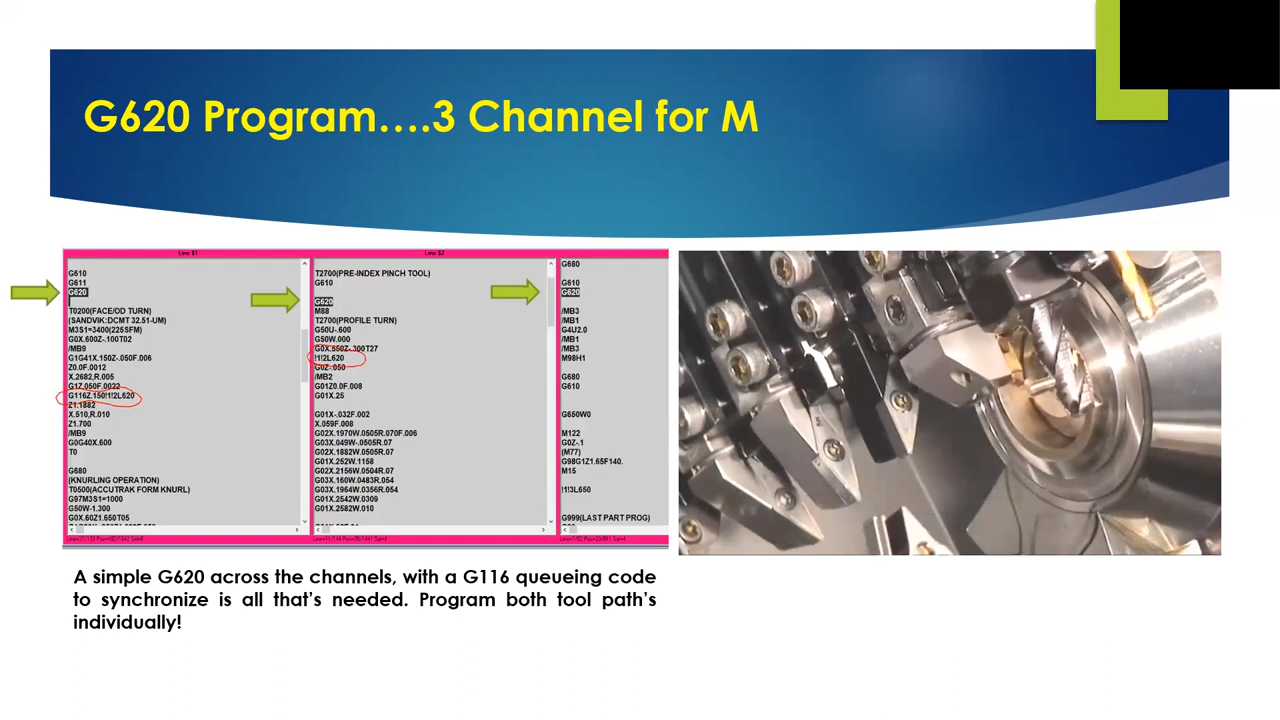 G620 Program....3 Channel for M
Line $1
G610
G611
G620
T0200(FACE/OD TURN)
(SANDVIK:DCMT 32.51-UM)
M3S1=3400(225SFM)
G0X.600Z-.100T02
/MB9
G1G41X.150Z-.050F.006
Z0.0F.0012
X.2682,R.005
G1Z.050F.0022
G116Z.150!1!2L620
Z1.1882
X.510,R.010
Z1.700
/MB9
G0G40X.600
T0
G680
(KNURLING OPERATION)
T0500(ACCUTRAK FORM KNURL)
G97M3S1=1000
G50W-1.300
G0X.60Z1.650T05
Line $2
T2700(PRE-INDEX PINCH TOOL)
G610
G620
M88
T2700(PROFILE TURN)
G50U-.600
G50W.000
G0X.650Z-.300T27
!1!2L620
G0Z-.050
/MB2
G01Z0.0F.008
G01X.25
G01X-.032F.002
X.059F.008
G02X.1970W.0505R.070F.006
G03X.049W-.0505R.07
G02X.1882W.0505R.07
G01X.252W.1158
G02X.2156W.0504R.07
G03X.160W.0483R.054
G03X.1964W.0356R.054
G01X.2542W.0309
G01X.2582W.010
G680
G610
G620
/MB3
/MB1
G4U2.0
/MB1
/MB3
M98H1
G680
G610
G650W0
M122
G0Z-.1
(M77)
G98G1Z1.65F140.
M15
!1!3L650
G999(LAST PART PROG)
A simple G620 across the channels, with a G116 queueing code
to synchronize is all that's needed. Program both tool path's
individually!